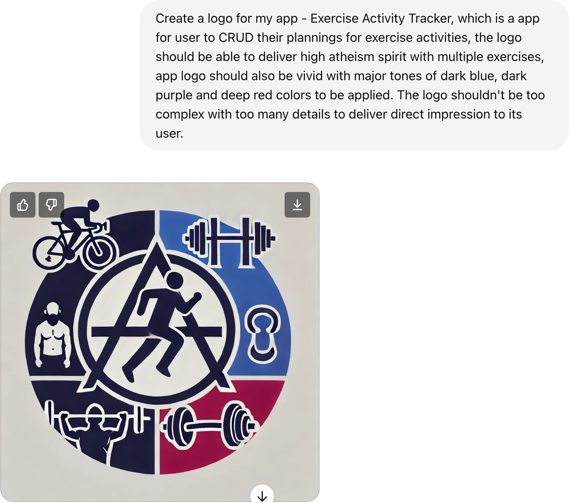 Create a logo for my app - Exercise Activity Tracker, which is a app
for user to CRUD their plannings for exercise activities, the logo
should be able to deliver high atheism spirit with multiple exercises,
app logo should also be vivid with major tones of dark blue, dark
purple and deep red colors to be applied. The logo shouldn't be too
complex with too many details to deliver direct impression to its
user.